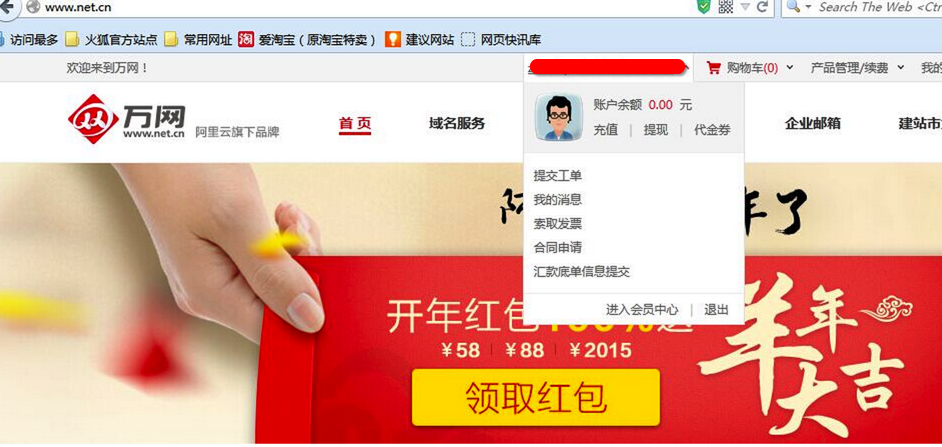 www.net.cn
Search The Web <Ctr
访问最多 火狐官方站点 常用网址 淘 爱淘宝（原淘宝特卖） 建议网站 网页快讯库
欢迎来到万网！ 购物车(0) 产品管理/续费 我的
账户余额 0.00 元
充值 | 提现 | 代金券
万网
www.net.cn 阿里云旗下品牌
首页 域名服务 企业邮箱 建站市
提交工单
我的消息
索取发票
合同申请
汇款底单信息提交
进入会员中心 | 退出
阿 年了
开年红包
¥58 | ¥88 | ¥2015
领取红包
羊年大吉